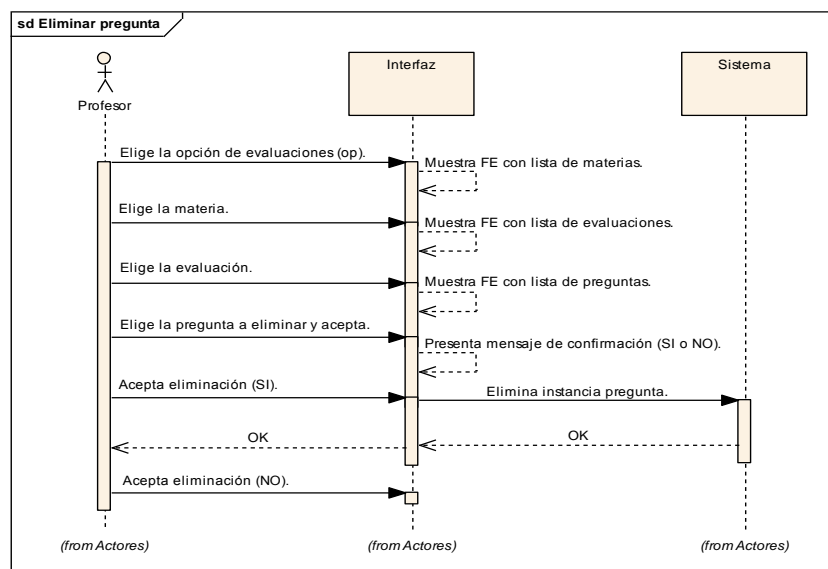 sd Eliminar pregunta
Profesor
Interfaz
Sistema
Elige la opción de evaluaciones (op).
Muestra FE con lista de materias.
Elige la materia.
Muestra FE con lista de evaluaciones.
Elige la evaluación.
Muestra FE con lista de preguntas.
Elige la pregunta a eliminar y acepta.
Presenta mensaje de confirmación (SI o NO).
Acepta eliminación (SI).
Elimina instancia pregunta.
OK
OK
Acepta eliminación (NO).
(from Actores)
(from Actores)
(from Actores)